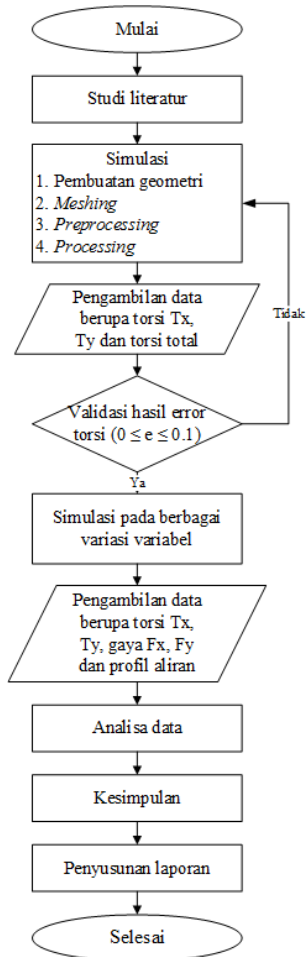 Mulai
Studi literatur
Simulasi
1. Pembuatan geometri
2. Meshing
3. Preprocessing
4. Processing
Pengambilan data
berupa torsi Tx,
Ty dan torsi total
Tidak
Validasi hasil error
torsi (0 ≤ e ≤ 0.1)
Ya
Simulasi pada berbagai
variasi variabel
Pengambilan data
berupa torsi Tx,
Ty, gaya Fx, Fy
dan profil aliran
Analisa data
Kesimpulan
Penyusunan laporan
Selesai